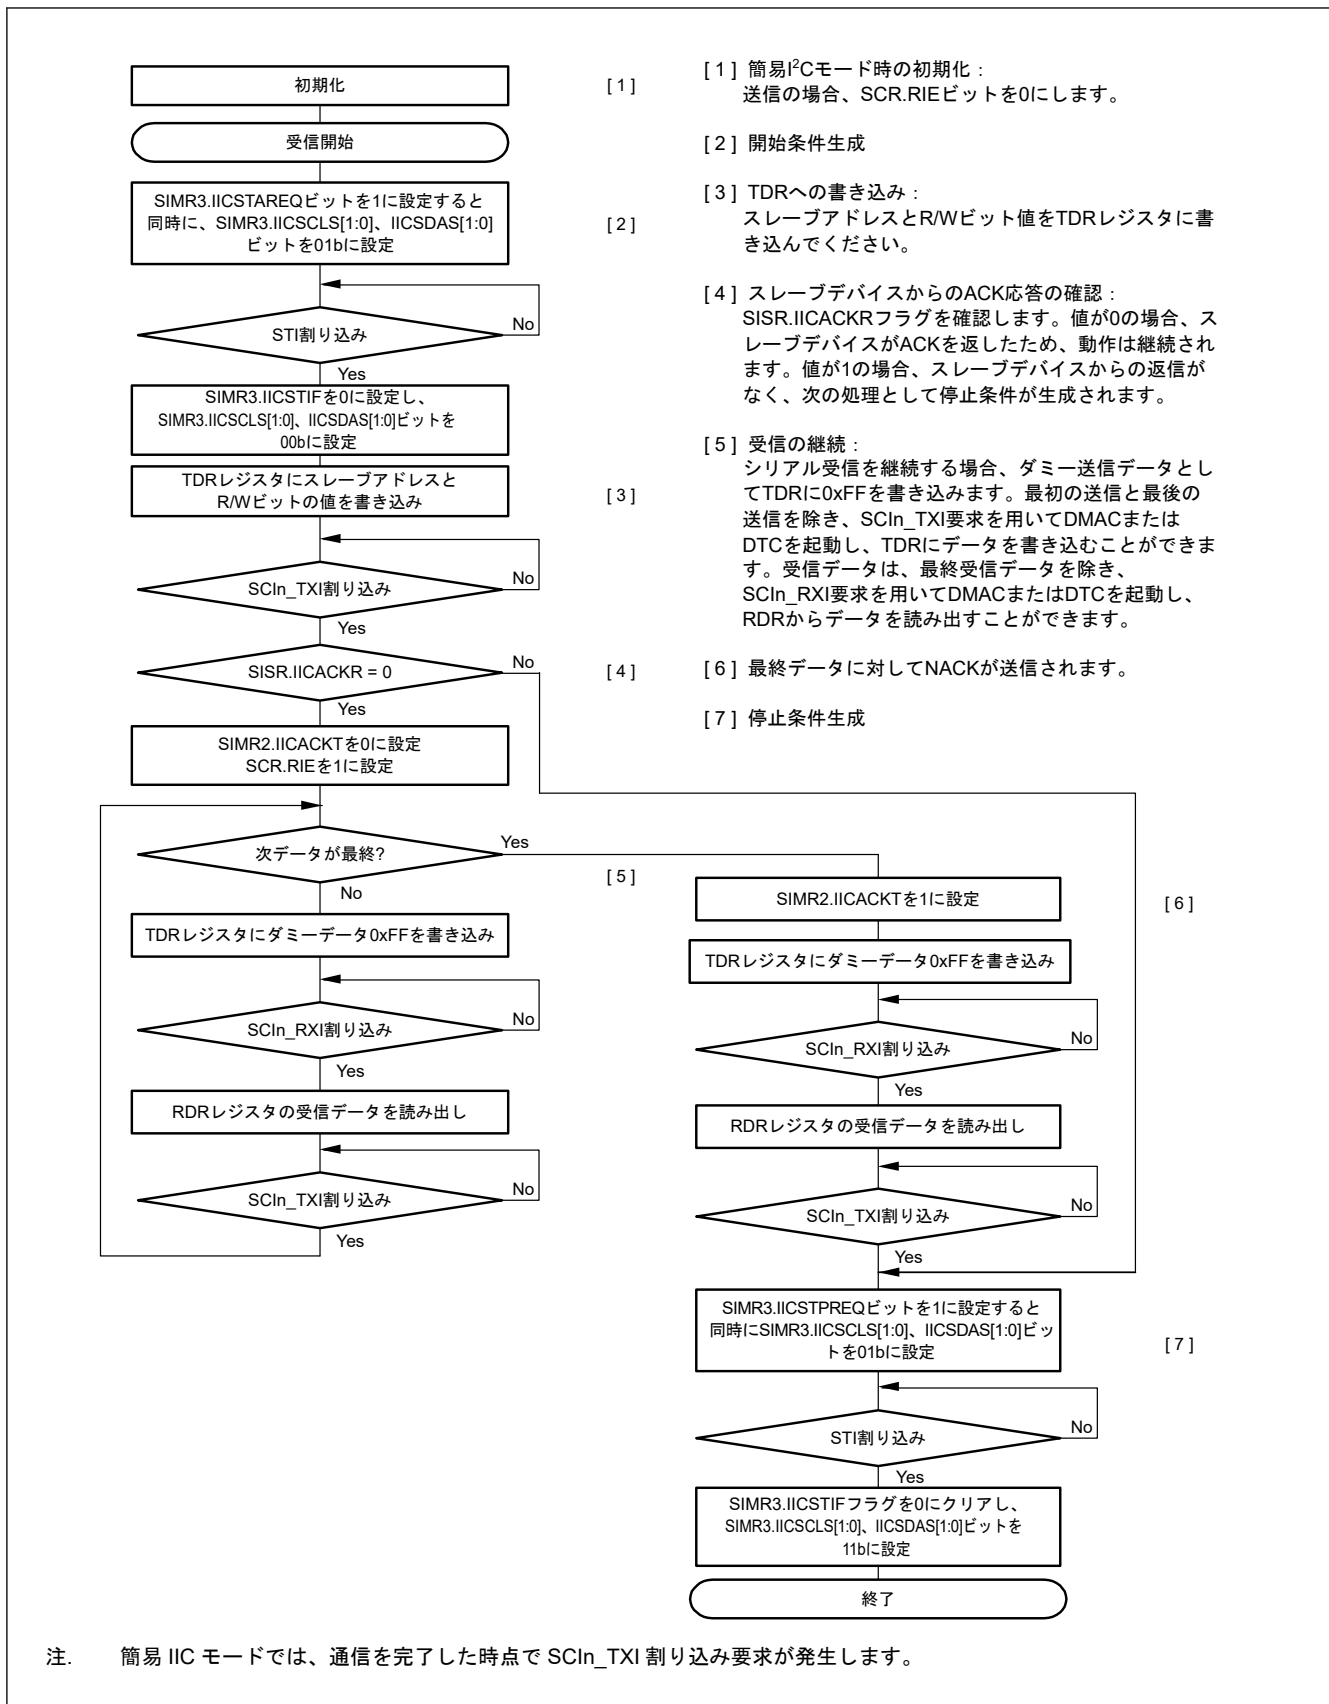 初期化
[ 1 ]
受信開始
SIMR3.IICSTAREQビットを1に設定すると
同時に、SIMR3.IICSCLS[1:0]、IICSDAS[1:0]
ビットを01bに設定
[ 2 ]
STI割り込み
No
Yes
SIMR3.IICSTIFを0に設定し、
SIMR3.IICSCLS[1:0]、IICSDAS[1:0]ビットを
00bに設定
TDRレジスタにスレーブアドレスと
R/Wビットの値を書き込み
[ 3 ]
SCIn_TXI割り込み
No
Yes
SISR.IICACKR = 0
No
[ 4 ]
Yes
SIMR2.IICACKTを0に設定
SCR.RIEを1に設定
次データが最終?
Yes
[ 5 ]
No
TDRレジスタにダミーデータ0xFFを書き込み
SCIn_RXI割り込み
No
Yes
RDRレジスタの受信データを読み出し
SCIn_TXI割り込み
No
Yes
[ 1 ] 簡易I²Cモード時の初期化：
送信の場合、SCR.RIEビットを0にします。
[ 2 ] 開始条件生成
[ 3 ] TDRへの書き込み：
スレーブアドレスとR/Wビット値をTDRレジスタに書
き込んでください。
[ 4 ] スレーブデバイスからのACK応答の確認：
SISR.IICACKRフラグを確認します。値が0の場合、ス
レーブデバイスがACKを返したため、動作は継続され
ます。値が1の場合、スレーブデバイスからの返信が
なく、次の処理として停止条件が生成されます。
[ 5 ] 受信の継続：
シリアル受信を継続する場合、ダミー送信データとし
てTDRに0xFFを書き込みます。最初の送信と最後の
送信を除き、SCIn_TXI要求を用いてDMACまたは
DTCを起動し、TDRにデータを書き込むことができま
す。受信データは、最終受信データを除き、
SCIn_RXI要求を用いてDMACまたはDTCを起動し、
RDRからデータを読み出すことができます。
[ 6 ] 最終データに対してNACKが送信されます。
[ 7 ] 停止条件生成
SIMR2.IICACKTを1に設定
[ 6 ]
TDRレジスタにダミーデータ0xFFを書き込み
SCIn_RXI割り込み
No
Yes
RDRレジスタの受信データを読み出し
SCIn_TXI割り込み
No
Yes
SIMR3.IICSTPREQビットを1に設定すると
同時にSIMR3.IICSCLS[1:0]、IICSDAS[1:0]ビッ
トを01bに設定
[ 7 ]
STI割り込み
No
Yes
SIMR3.IICSTIFフラグを0にクリアし、
SIMR3.IICSCLS[1:0]、IICSDAS[1:0]ビットを
11bに設定
終了
注. 簡易 IIC モードでは、通信を完了した時点で SCIn_TXI 割り込み要求が発生します。